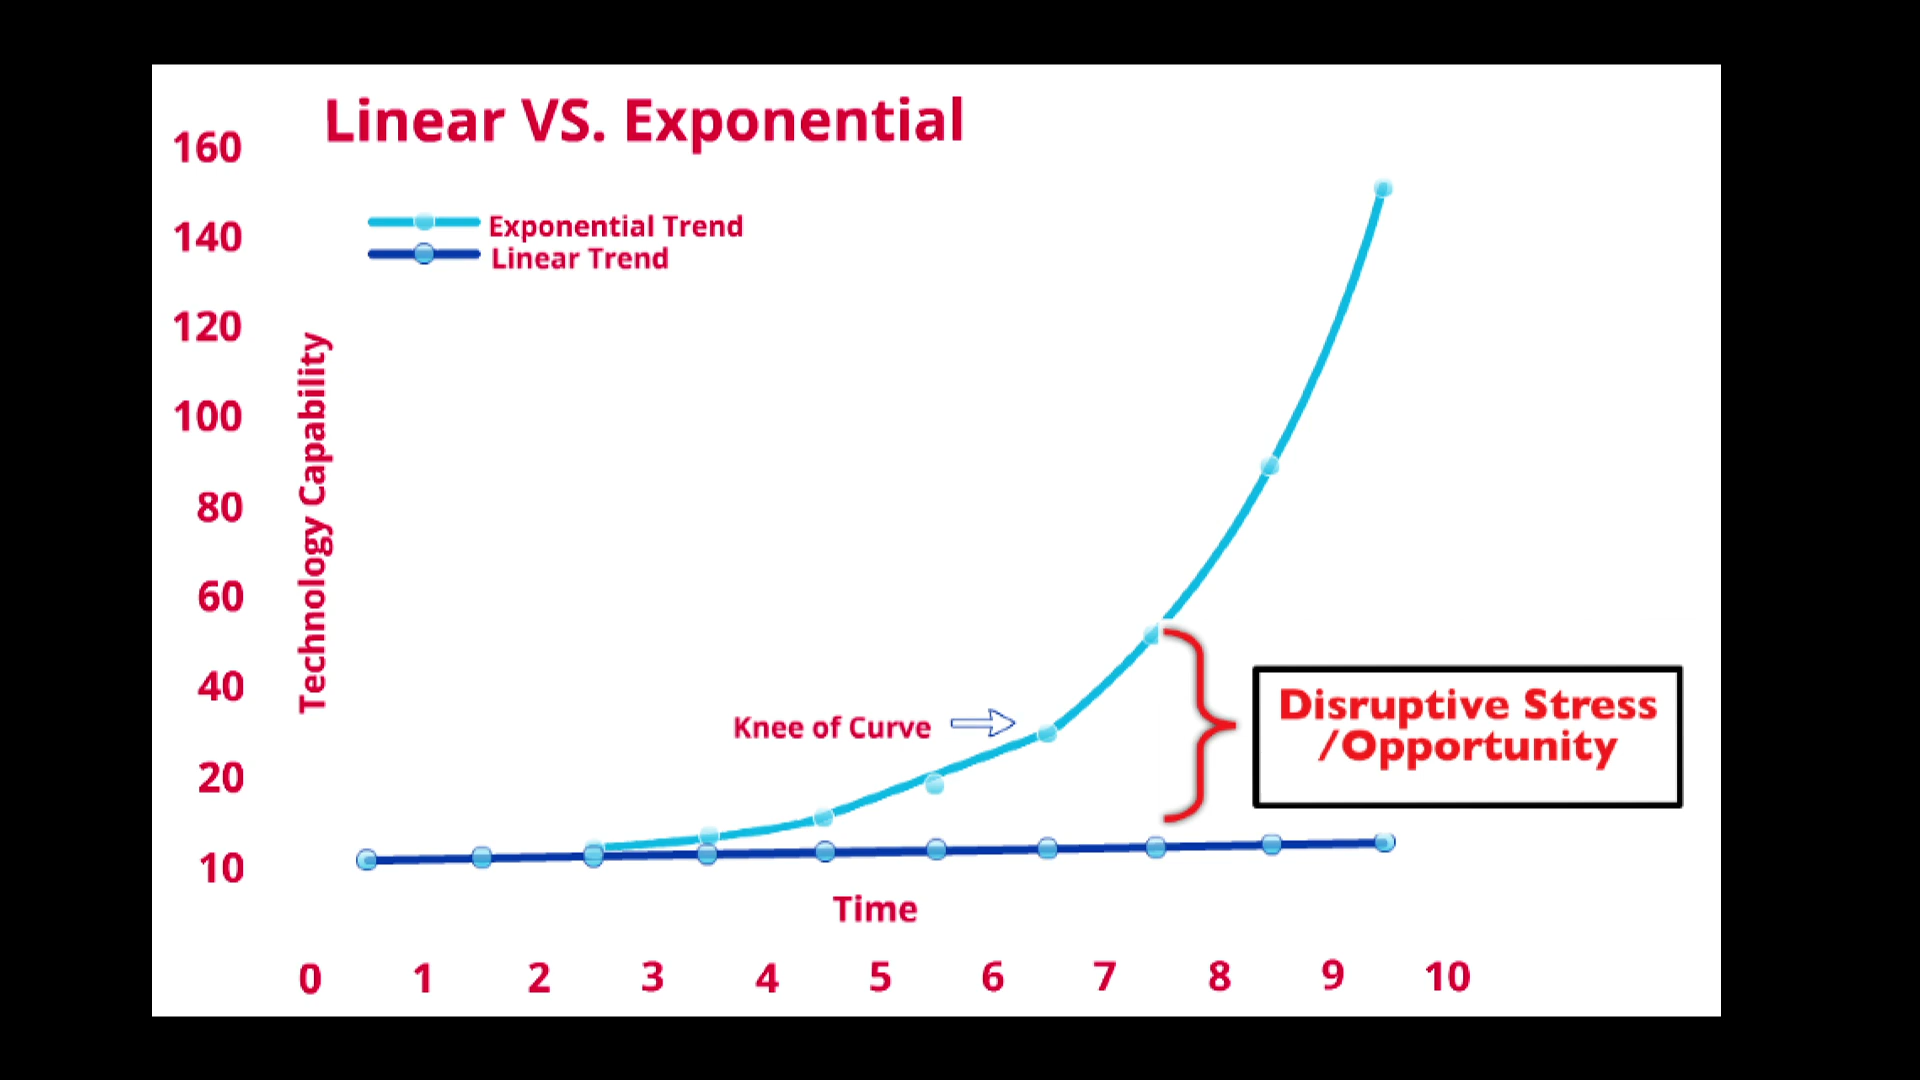 Linear VS. Exponential
160
140
120
100
80
60
40
20
10
Exponential Trend
Linear Trend
Technology Capability
Knee of Curve
Disruptive Stress
/Opportunity
Time
0 1 2 3 4 5 6 7 8 9 10